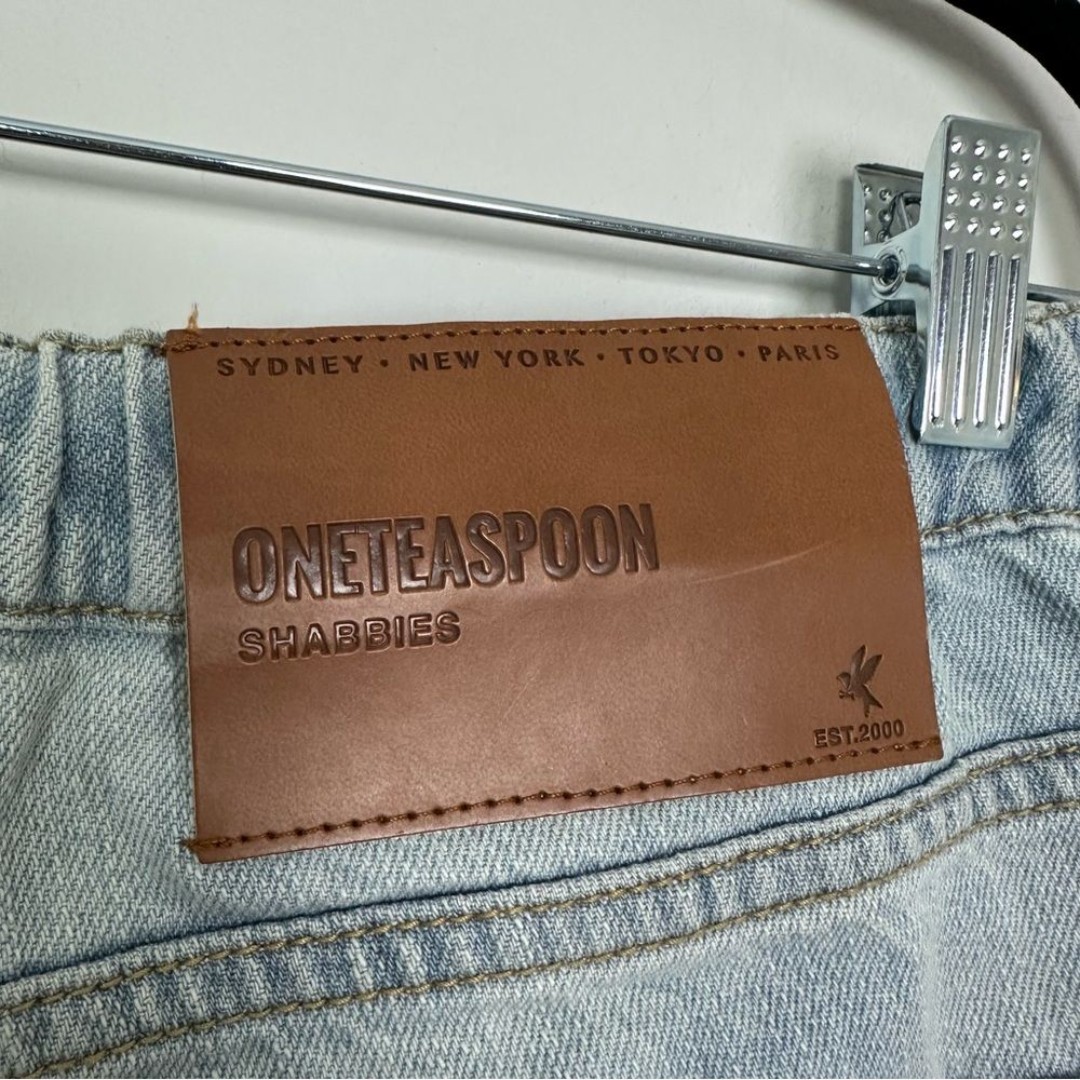 SYDNEY · NEW YORK · TOKYO · PARIS
ONETEASPOON
SHABBIES
EST.2000